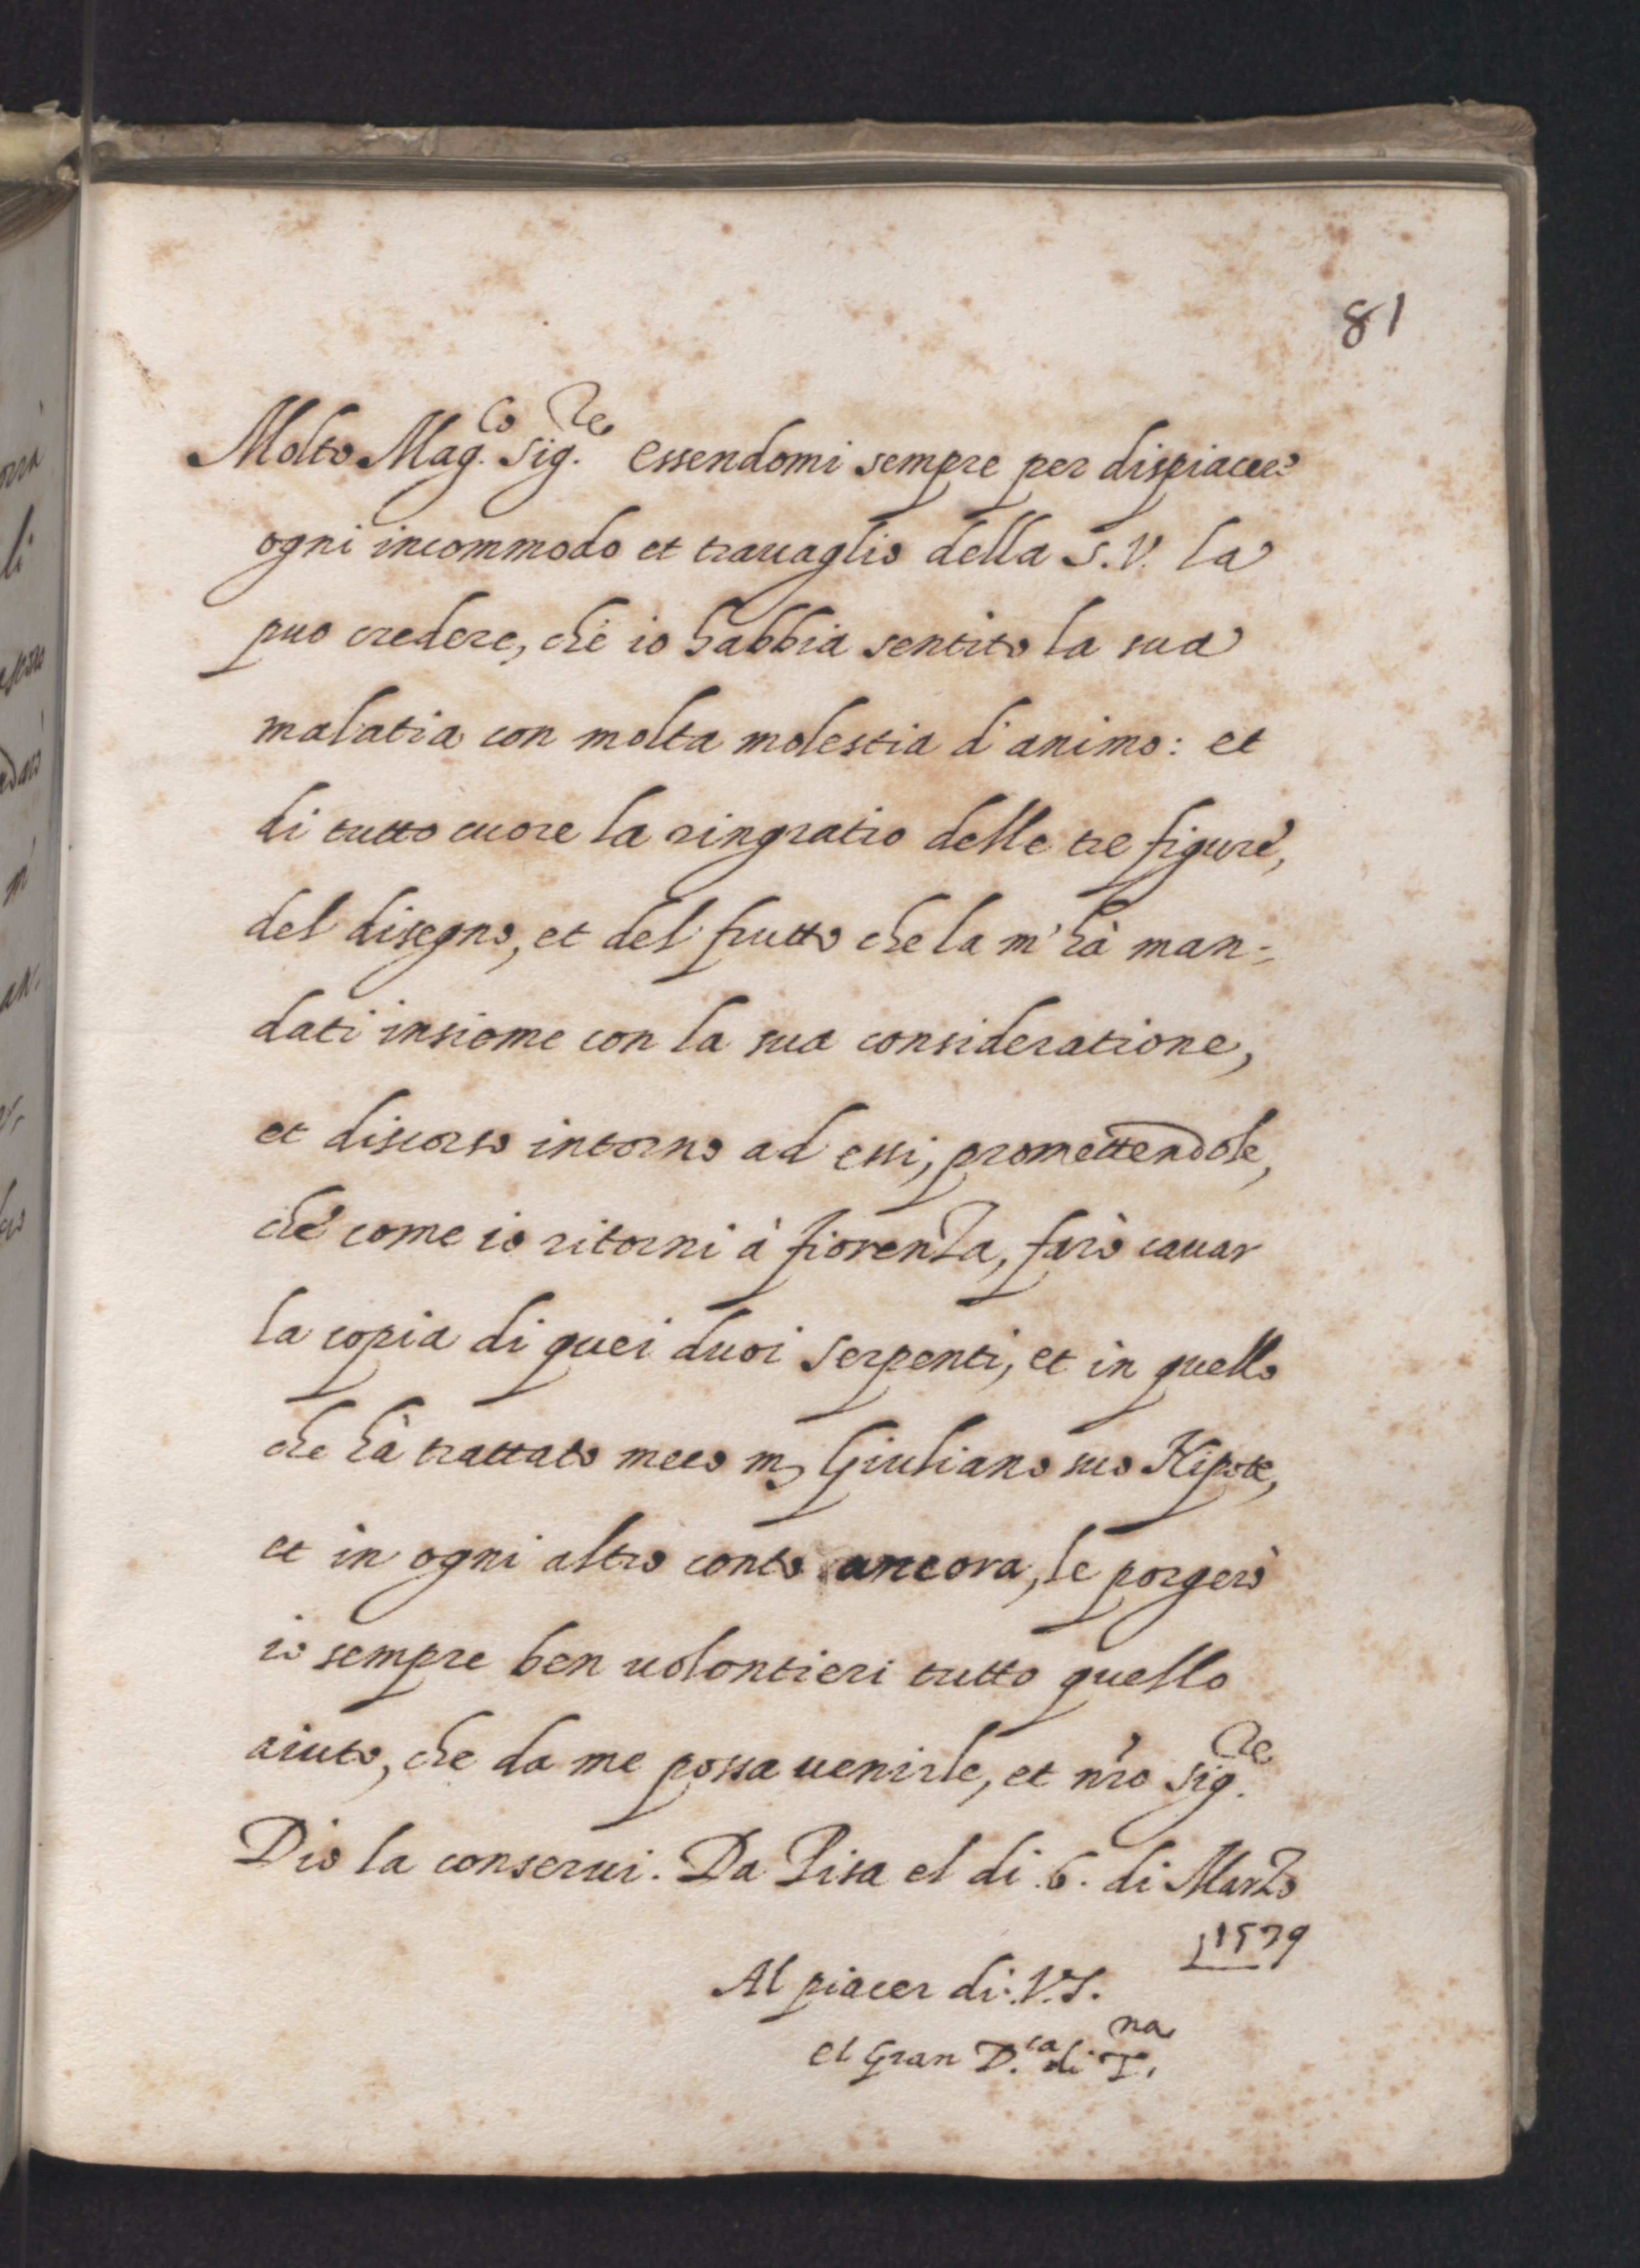 81
Molto Mag.co Sig.re essendomi sempre per dispiacere
ogni incommodo et trauaglio della S.V. la
puo credere, che io habbia sentito la sua
malatia con molta molestia d'animo: et
di tutto cuore la ringratio delle tre figure,
del disegno, et del frutto che la m'hà man-
dati insieme con la sua consideratione,
et discorso intorno ad essi, promettendole,
che come io ritorni à fiorenza, farò cauar
la copia di quei duoi Serpenti, et in quello
che hà trattato meco m. Giuliano suo Nipote,
et in ogni altro conto ancora, le porgerò
io sempre ben uolontieri tutto quello
aiuto, che da me possa uenirle, et nro Sig.re
Dio la conserui. Da Pisa el di .6. di Marzo
1579
Al piacer di .V.S.
el Gran D.ca di T.na